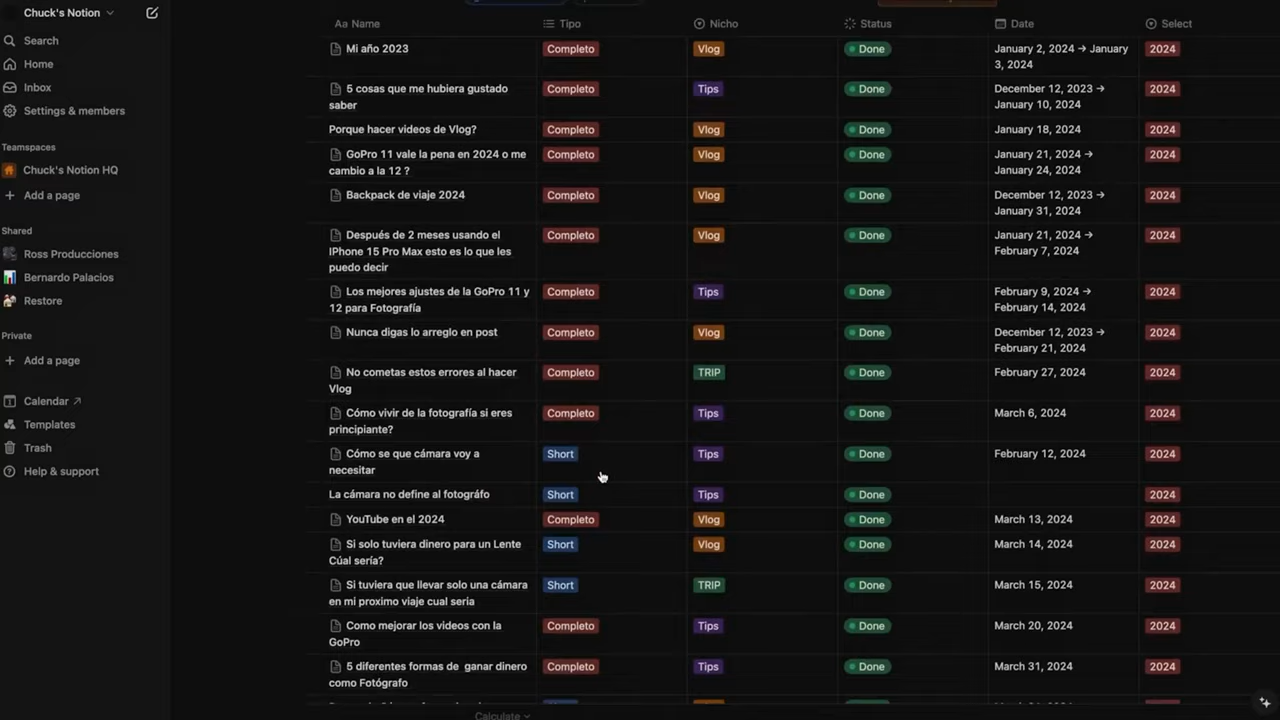 Chuck's Notion
Search
Home
Inbox
Settings & members
Teamspaces
Chuck's Notion HQ
Add a page
Shared
Ross Producciones
Bernardo Palacios
Restore
Private
Add a page
Calendar
Templates
Trash
Help & support
Aa Name Tipo Nicho Status Date Select
Mi año 2023 Completo Vlog Done January 2, 2024 → January 2024
3, 2024
5 cosas que me hubiera gustado Completo Tips Done December 12, 2023 → 2024
saber January 10, 2024
Porque hacer videos de Vlog? Completo Vlog Done January 18, 2024 2024
GoPro 11 vale la pena en 2024 o me Completo Vlog Done January 21, 2024 → 2024
cambio a la 12 ? January 24, 2024
Backpack de viaje 2024 Completo Vlog Done December 12, 2023 → 2024
January 31, 2024
Después de 2 meses usando el Completo Vlog Done January 21, 2024 → 2024
IPhone 15 Pro Max esto es lo que les February 7, 2024
puedo decir
Los mejores ajustes de la GoPro 11 y Completo Tips Done February 9, 2024 → 2024
12 para Fotografía February 14, 2024
Nunca digas lo arreglo en post Completo Vlog Done December 12, 2023 → 2024
February 21, 2024
No cometas estos errores al hacer Completo TRIP Done February 27, 2024 2024
Vlog
Cómo vivir de la fotografía si eres Completo Tips Done March 6, 2024 2024
principiante?
Cómo se que cámara voy a Short Tips Done February 12, 2024 2024
necesitar
La cámara no define al fotográfo Short Tips Done 2024
YouTube en el 2024 Completo Vlog Done March 13, 2024 2024
Si solo tuviera dinero para un Lente Short Vlog Done March 14, 2024 2024
Cúal sería?
Si tuviera que llevar solo una cámara Short TRIP Done March 15, 2024 2024
en mi proximo viaje cual seria
Como mejorar los videos con la Completo Tips Done March 20, 2024 2024
GoPro
5 diferentes formas de ganar dinero Completo Tips Done March 31, 2024 2024
como Fotógrafo
Calculate